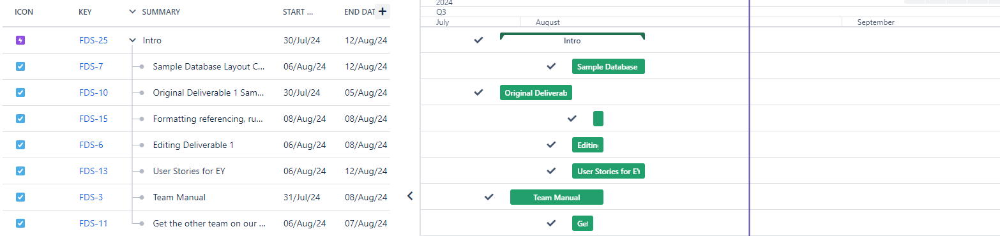 2024
ICON KEY SUMMARY START ... END DAT Q3
July August September
FDS-25 Intro 30/Jul/24 12/Aug/24 Intro
FDS-7 Sample Database Layout C... 06/Aug/24 12/Aug/24 Sample Database
FDS-10 Original Deliverable 1 Sam... 30/Jul/24 05/Aug/24 Original Deliverab
FDS-15 Formatting referencing, ru... 08/Aug/24 08/Aug/24
FDS-6 Editing Deliverable 1 06/Aug/24 08/Aug/24 Editing
FDS-13 User Stories for EY 06/Aug/24 12/Aug/24 User Stories for EY
FDS-3 Team Manual 31/Jul/24 08/Aug/24 Team Manual
FDS-11 Get the other team on our ... 06/Aug/24 07/Aug/24 Get